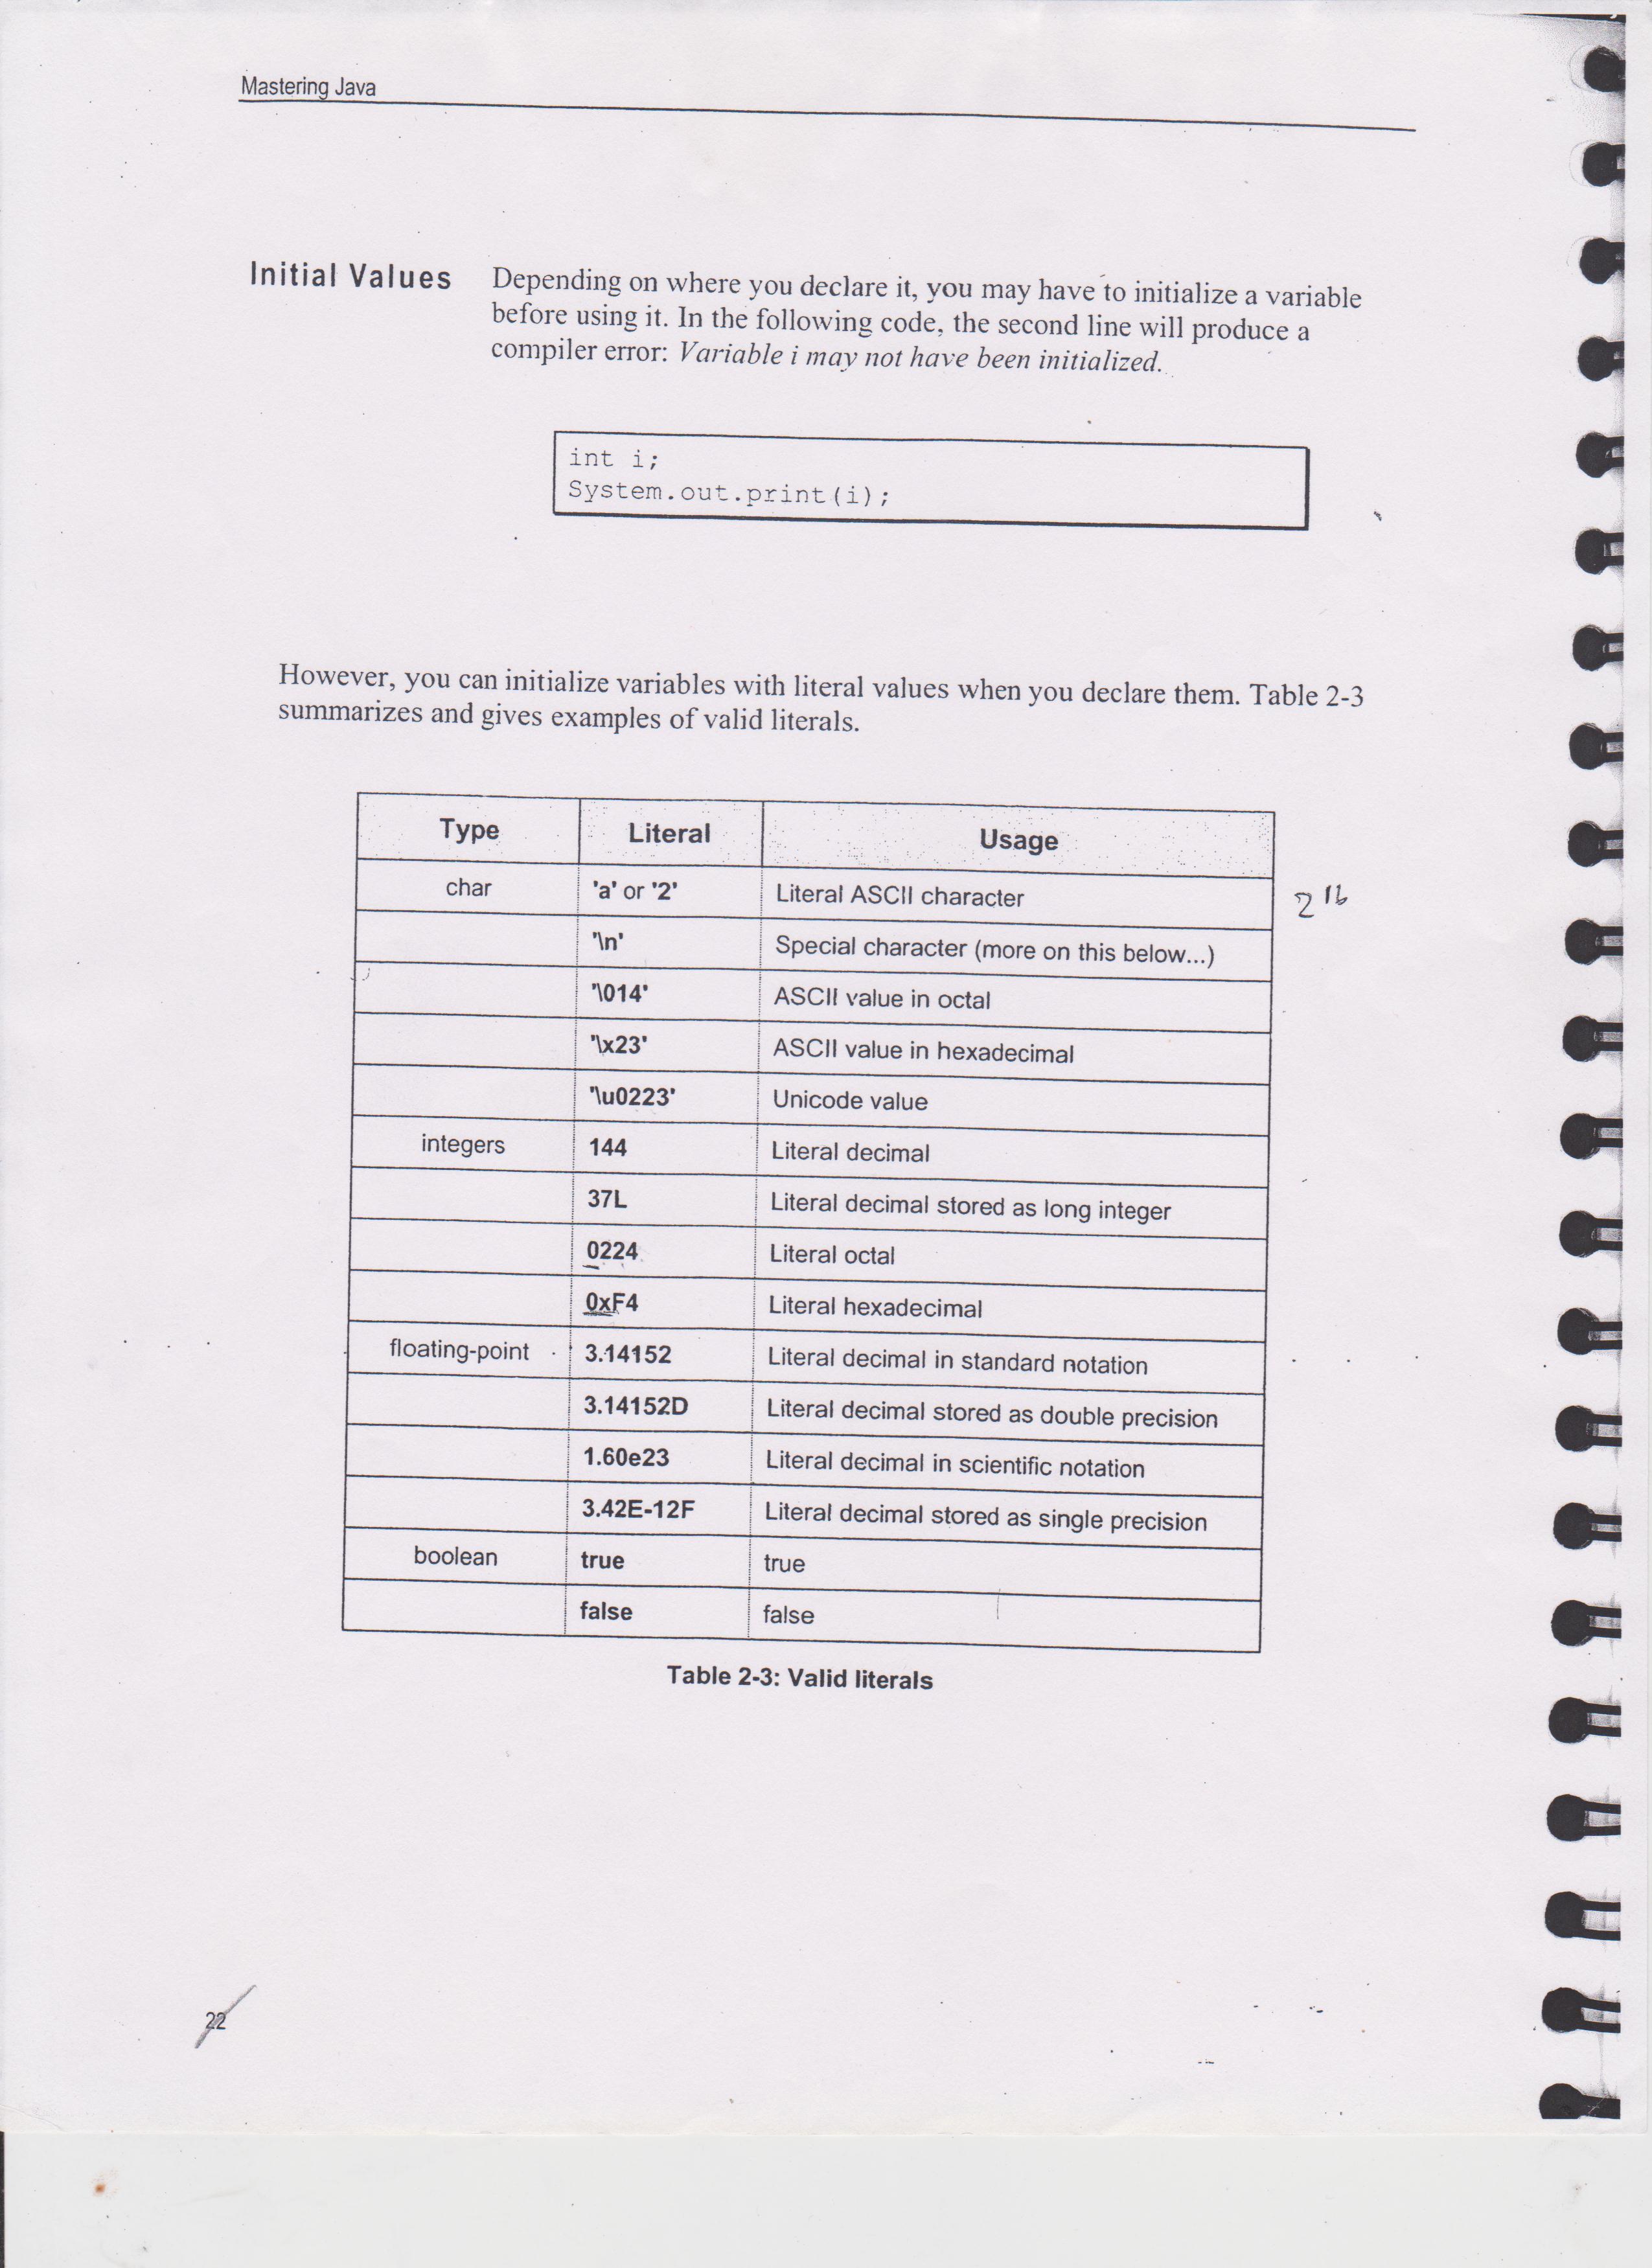 Mastering Java
Initial Values
Depending on where you declare it, you may have to initialize a variable
before using it. In the following code, the second line will produce a
compiler error: Variable i may not have been initialized.
int i;
System.out.print(i);
However, you can initialize variables with literal values when you declare them. Table 2-3
summarizes and gives examples of valid literals.
Type Literal Usage
char 'a' or '2' Literal ASCII character 2 16
'\n' Special character (more on this below...)
'\014' ASCII value in octal
'\x23' ASCII value in hexadecimal
'\u0223' Unicode value
integers 144 Literal decimal
37L Literal decimal stored as long integer
0224 Literal octal
0xF4 Literal hexadecimal
floating-point 3.14152 Literal decimal in standard notation
3.14152D Literal decimal stored as double precision
1.60e23 Literal decimal in scientific notation
3.42E-12F Literal decimal stored as single precision
boolean true true
false false
Table 2-3: Valid literals
22